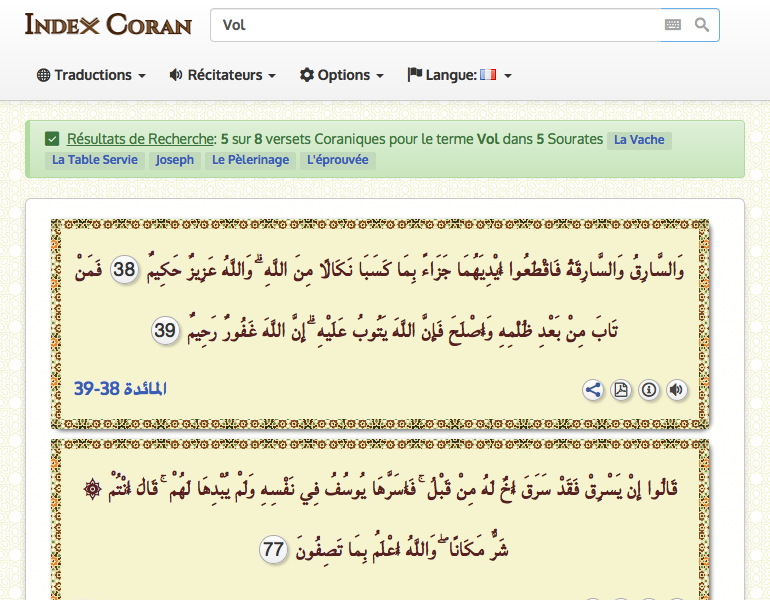 Index Coran
Vol
Traductions
Récitateurs
Options
Langue:
Résultats de Recherche: 5 sur 8 versets Coraniques pour le terme Vol dans 5 Sourates La Vache
La Table Servie Joseph Le Pèlerinage L'éprouvée
وَالسَّارِقُ وَالسَّارِقَةُ فَاقْطَعُوا أَيْدِيَهُمَا جَزَاءً بِمَا كَسَبَا نَكَالًا مِنَ اللَّهِ ۗ وَاللَّهُ عَزِيزٌ حَكِيمٌ 38 فَمَنْ
تَابَ مِنْ بَعْدِ ظُلْمِهِ وَأَصْلَحَ فَإِنَّ اللَّهَ يَتُوبُ عَلَيْهِ ۗ إِنَّ اللَّهَ غَفُورٌ رَحِيمٌ 39
المائدة 38-39
قَالُوا إِنْ يَسْرِقْ فَقَدْ سَرَقَ أَخٌ لَهُ مِنْ قَبْلُ ۚ فَأَسَرَّهَا يُوسُفُ فِي نَفْسِهِ وَلَمْ يُبْدِهَا لَهُمْ ۚ قَالَ أَنْتُمْ ۞
شَرٌّ مَكَانًا ۖ وَاللَّهُ أَعْلَمُ بِمَا تَصِفُونَ 77